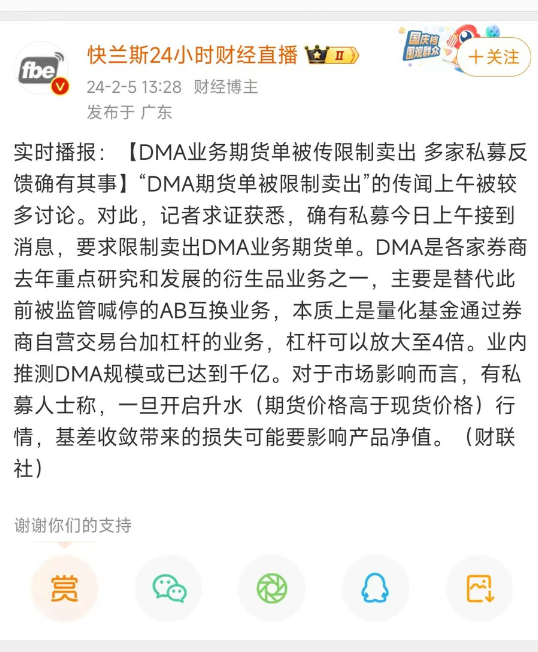 快兰斯24小时财经直播
II
国庆榜
围观群众
+关注
fbe
V
24-2-5 13:28 财经博主
发布于 广东
实时播报：【DMA业务期货单被传限制卖出 多家私募反
馈确有其事】“DMA期货单被限制卖出”的传闻上午被较
多讨论。对此，记者求证获悉，确有私募今日上午接到
消息，要求限制卖出DMA业务期货单。DMA是各家券商
去年重点研究和发展的衍生品业务之一，主要是替代此
前被监管喊停的AB互换业务，本质上是量化基金通过券
商自营交易台加杠杆的业务，杠杆可以放大至4倍。业内
推测DMA规模或已达到千亿。对于市场影响而言，有私
募人士称，一旦开启升水（期货价格高于现货价格）行
情，基差收敛带来的损失可能要影响产品净值。（财联
社）
谢谢你们的支持
赏